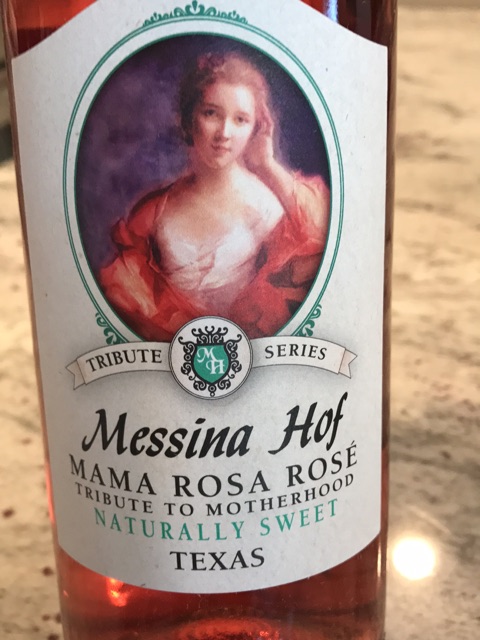 TRIBUTE SERIES
MH
Messina Hof
MAMA ROSA ROSÉ
TRIBUTE TO MOTHERHOOD
NATURALLY SWEET
TEXAS